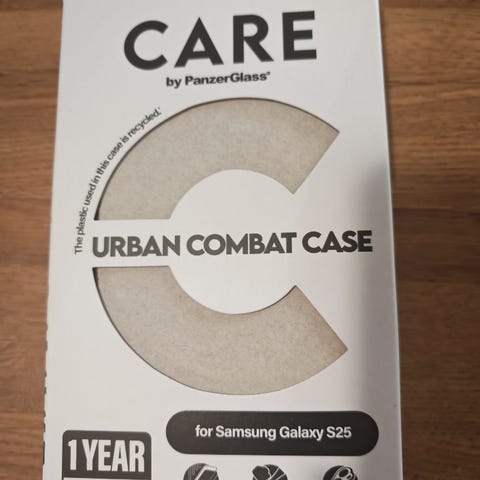 CARE
by PanzerGlass®
The plastic used in this case is recycled.*
URBAN COMBAT CASE
for Samsung Galaxy S25
1 YEAR